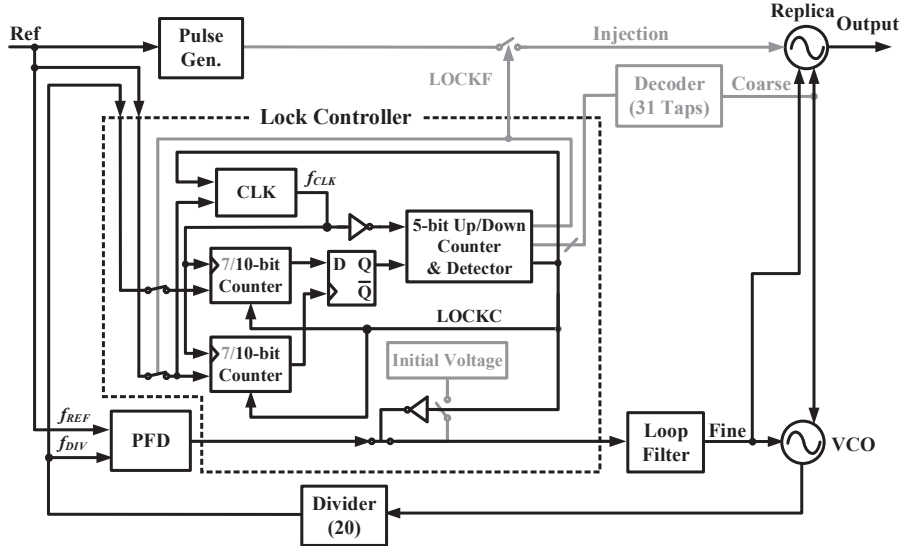 Ref
Pulse
Gen.
LOCKF
Injection
Replica
Output
Decoder
(31 Taps)
Coarse
Lock Controller
CLK
fCLK
5-bit Up/Down
Counter
& Detector
7/10-bit
Counter
D Q
Q
LOCKC
7/10-bit
Counter
Initial Voltage
fREF
fDIV
PFD
Loop
Filter
Fine
VCO
Divider
(20)